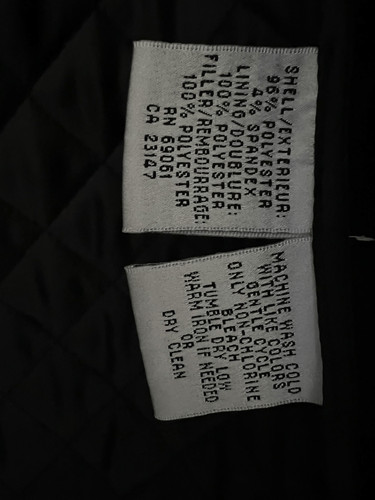 SHELL/EXTERIEUR:
96% POLYESTER
4% SPANDEX
LINING/DOUBLURE:
100% POLYESTER
FILLER/REMBOURRAGE:
100% POLYESTER
RN 69061
CA 23147
MACHINE WASH COLD
WITH LIKE COLORS
GENTLE CYCLE
ONLY NON-CHLORINE
BLEACH
TUMBLE DRY LOW
WARM IRON IF NEEDED
OR
DRY CLEAN